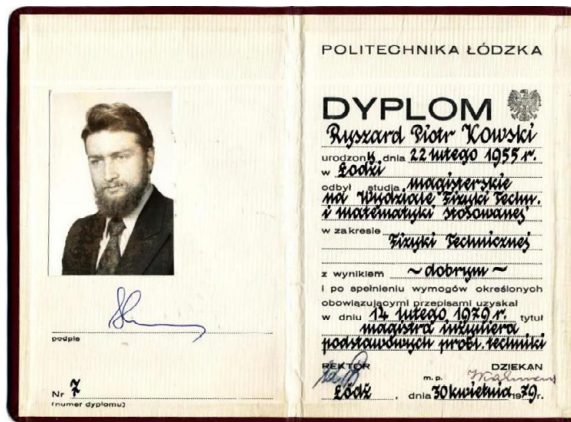 podpis
Nr 7
(numer dyplomu)
POLITECHNIKA ŁÓDZKA
DYPLOM
Ryszard Piotr Kowski
urodzony dnia 22 lutego 1955 r.
w Łodzi
odbył studia magisterskie
na Wydziale Fizyki Techn.
i Matematyki Stosowanej
w zakresie
Fizyki Technicznej
z wynikiem ~ dobrym ~
i po spełnieniu wymogów określonych
obowiązującymi przepisami uzyskał
w dniu 14 lutego 1979 r. tytuł
magistra inżyniera
podstawowych probl. techniki
REKTOR DZIEKAN
m.p.
Łódź, dnia 30 kwietnia 1979 r.